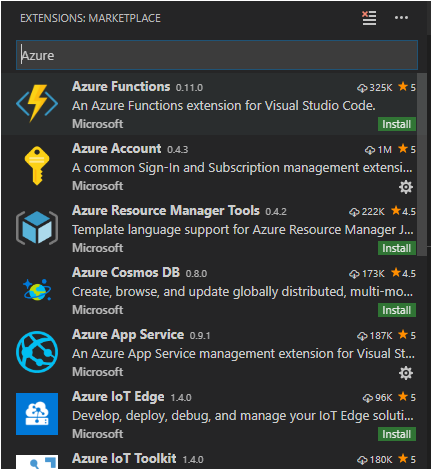 EXTENSIONS: MARKETPLACE
Azure
Azure Functions 0.11.0 325K 5
An Azure Functions extension for Visual Studio Code.
Microsoft Install
Azure Account 0.4.3 1M 5
A common Sign-In and Subscription management extensi...
Microsoft
Azure Resource Manager Tools 0.4.2 222K 4.5
Template language support for Azure Resource Manager J...
Microsoft Install
Azure Cosmos DB 0.8.0 173K 4.5
Create, browse, and update globally distributed, multi-mo...
Microsoft Install
Azure App Service 0.9.1 187K 5
An Azure App Service management extension for Visual St...
Microsoft
Azure IoT Edge 1.4.0 96K 5
Develop, deploy, debug, and manage your IoT Edge soluti...
Microsoft Install
Azure IoT Toolkit 1.4.0 180K 5